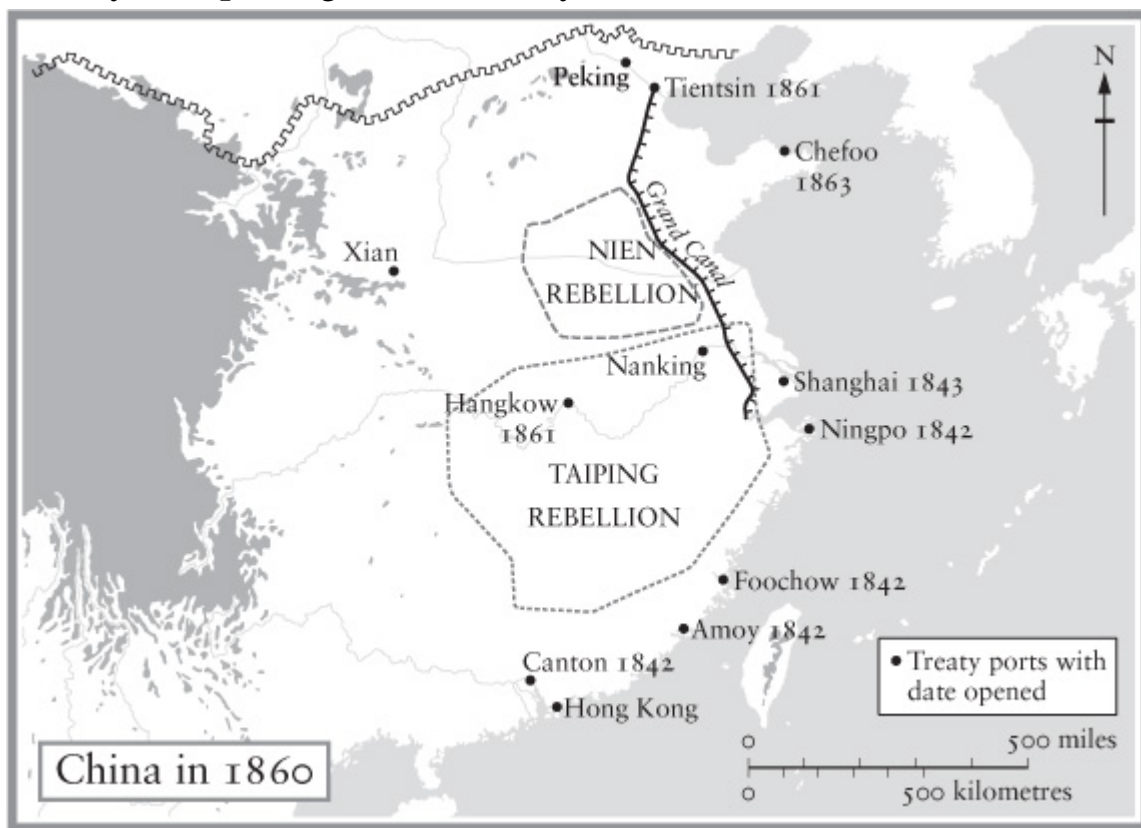 N
Peking
Tientsin 1861
Chefoo
1863
Grand Canal
Xian
NIEN
REBELLION
Nanking
Shanghai 1843
Hangkow
1861
Ningpo 1842
TAIPING
REBELLION
Foochow 1842
Amoy 1842
Canton 1842
Hong Kong
• Treaty ports with
date opened
0 500 miles
0 500 kilometres
China in 1860